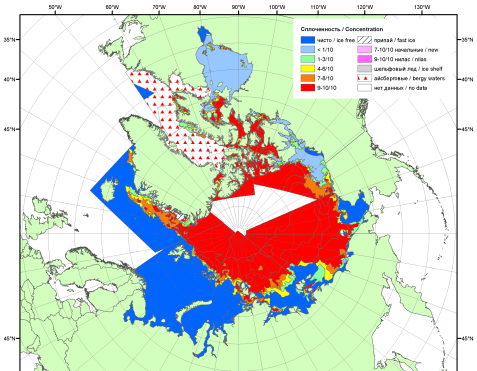 50°W 60°W 70°W 80°W 90°W 100°W 110°W 120°W 130°W
Сплоченность / Concentration
чисто / ice free
< 1/10
1-3/10
4-6/10
7-8/10
9-10/10
припай / fast ice
7-10/10 начальные / new
9-10/10 нилас / nilas
шельфовый лед / ice shelf
айсберговые / bergy waters
нет данных / no data
35°N 35°N
40°N 40°N
45°N 45°N
45°N 45°N